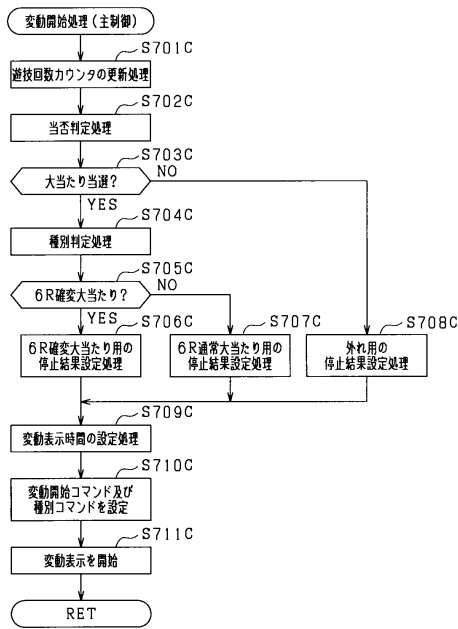 変動開始処理(主制御)
S701C
遊技回数カウンタの更新処理
S702C
当否判定処理
S703C
大当たり当選?
NO
YES
S704C
種別判定処理
S705C
6R確変大当たり?
NO
YES
S706C
S707C
S708C
6R確変大当たり用の
停止結果設定処理
6R通常大当たり用の
停止結果設定処理
外れ用の
停止結果設定処理
S709C
変動表示時間の設定処理
S710C
変動開始コマンド及び
種別コマンドを設定
S711C
変動表示を開始
RET